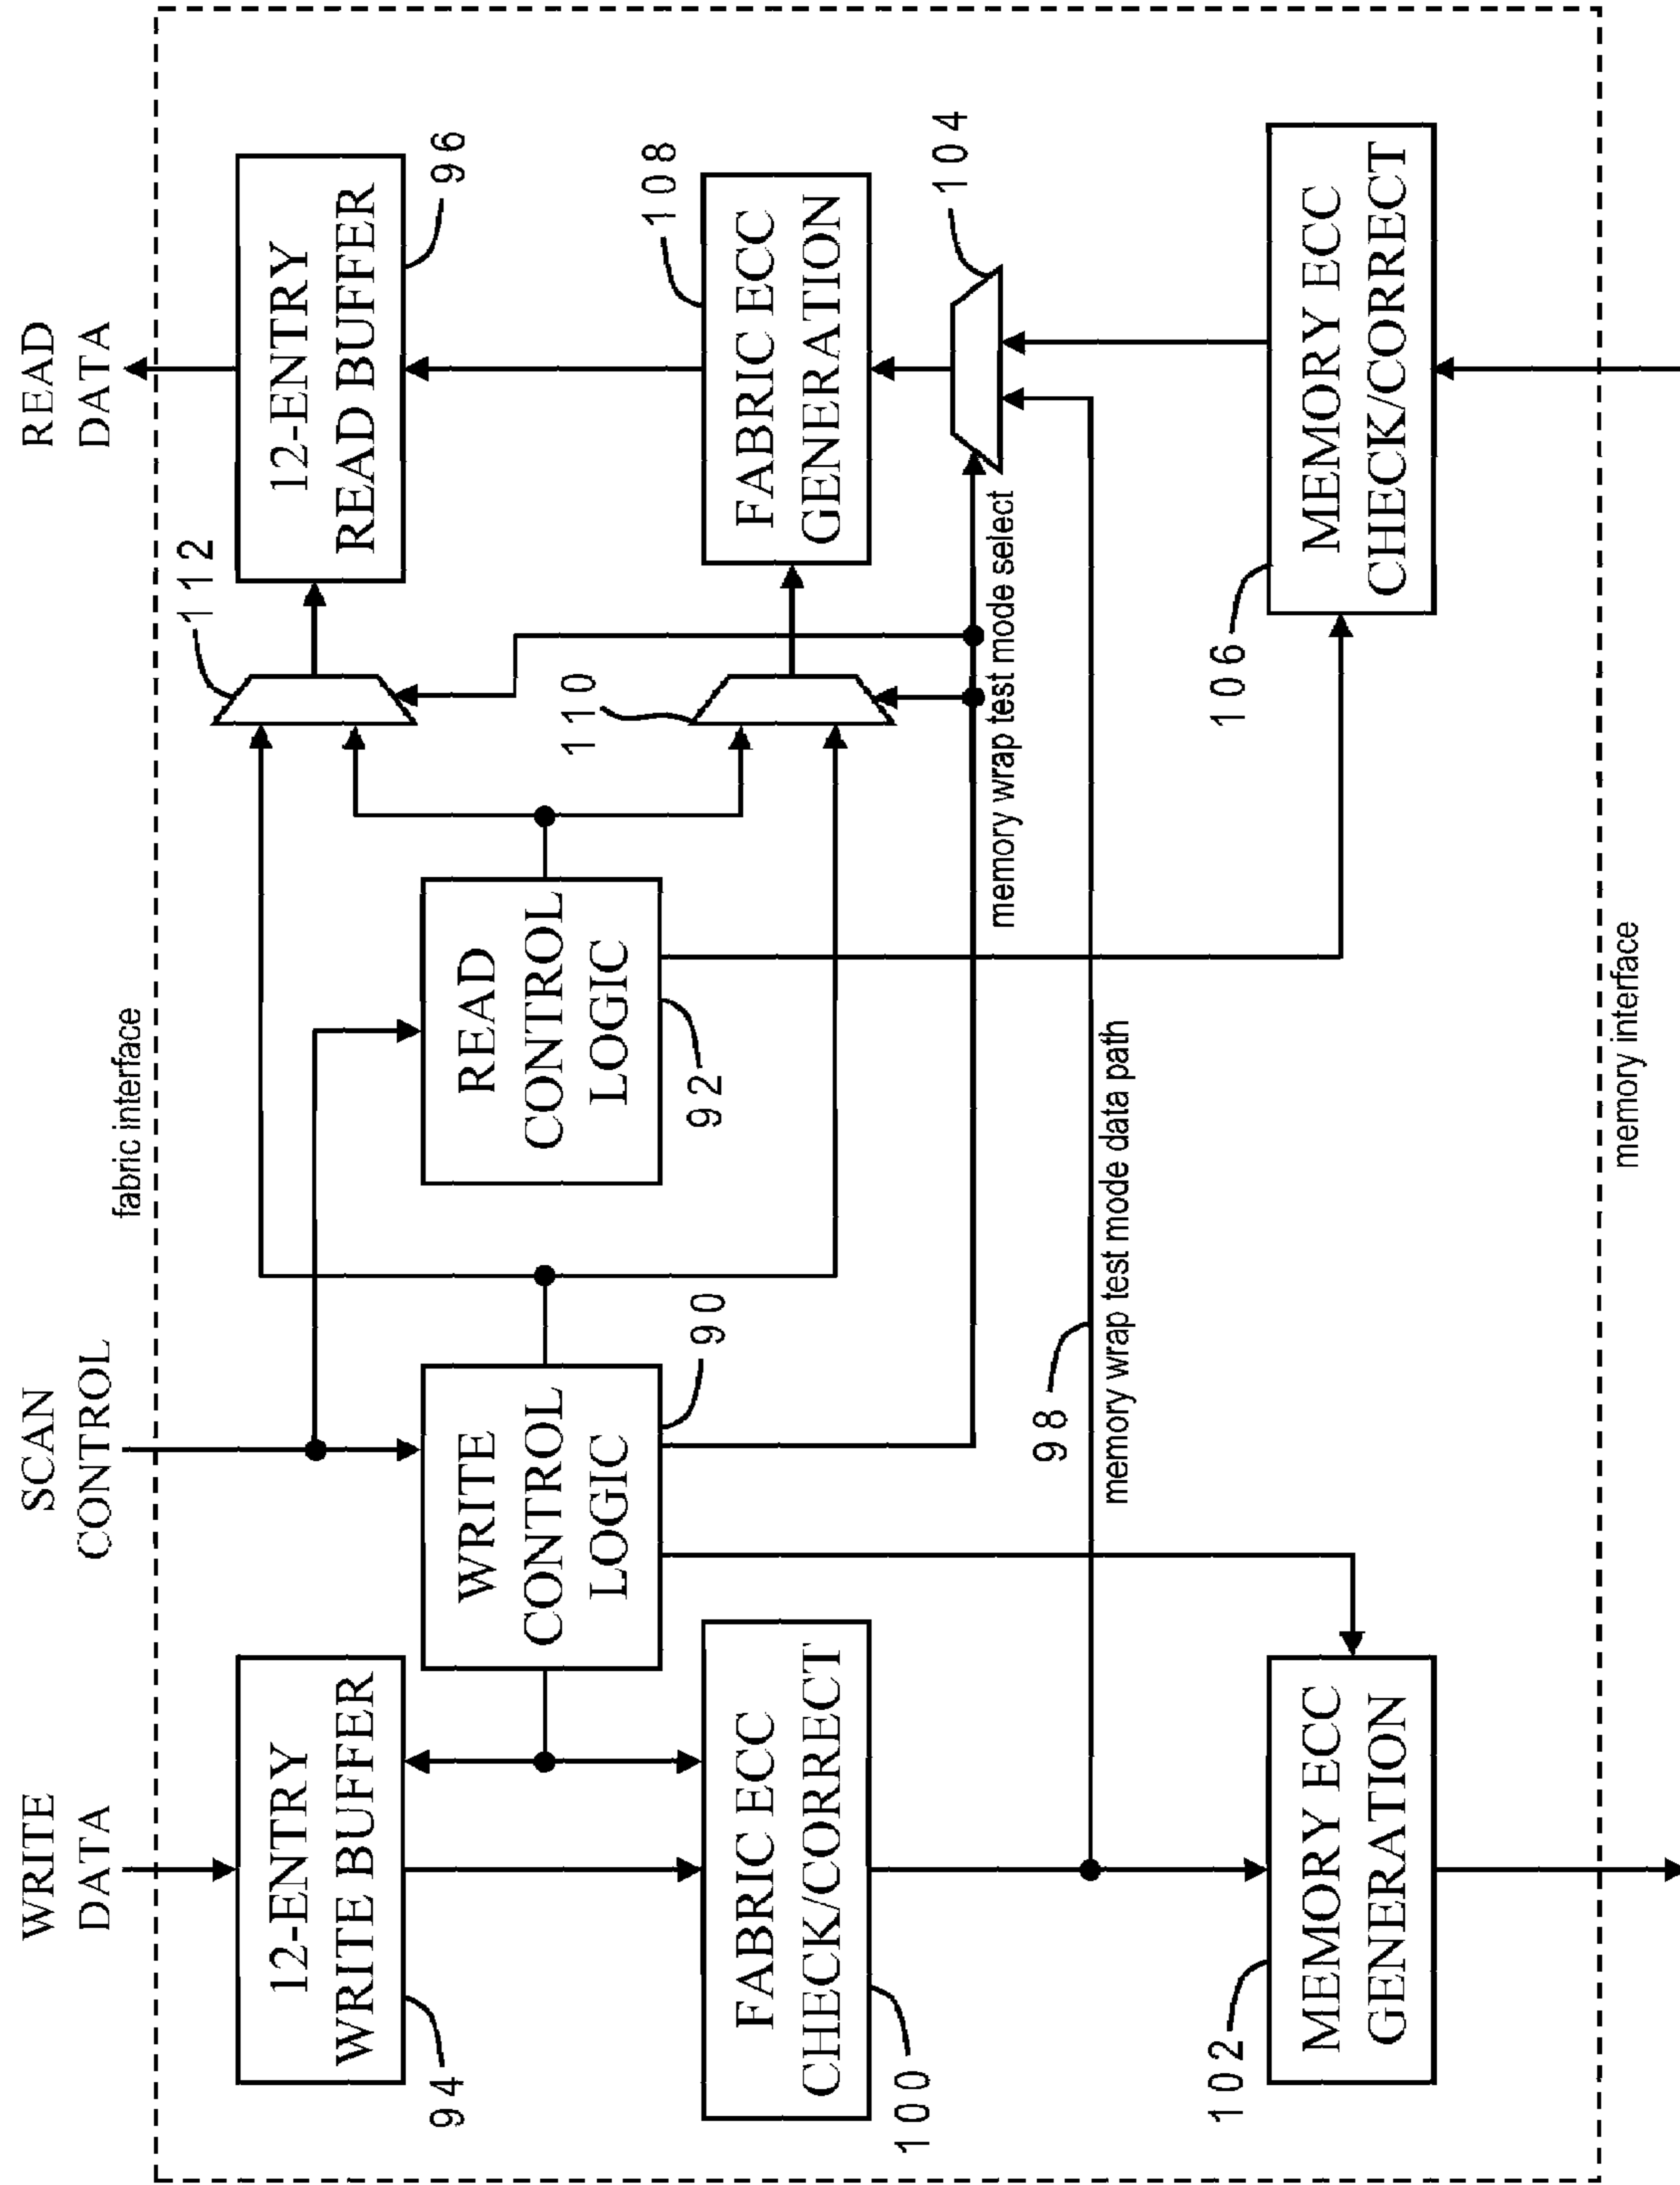 WRITE
DATA
SCAN
CONTROL
READ
DATA
fabric interface
12-ENTRY
WRITE BUFFER
94
12-ENTRY
READ BUFFER
96
112
WRITE
CONTROL
LOGIC
90
READ
CONTROL
LOGIC
92
110
FABRIC ECC
CHECK/CORRECT
100
FABRIC ECC
GENERATION
108
104
memory wrap test mode select
98
memory wrap test mode data path
MEMORY ECC
GENERATION
102
MEMORY ECC
CHECK/CORRECT
106
memory interface